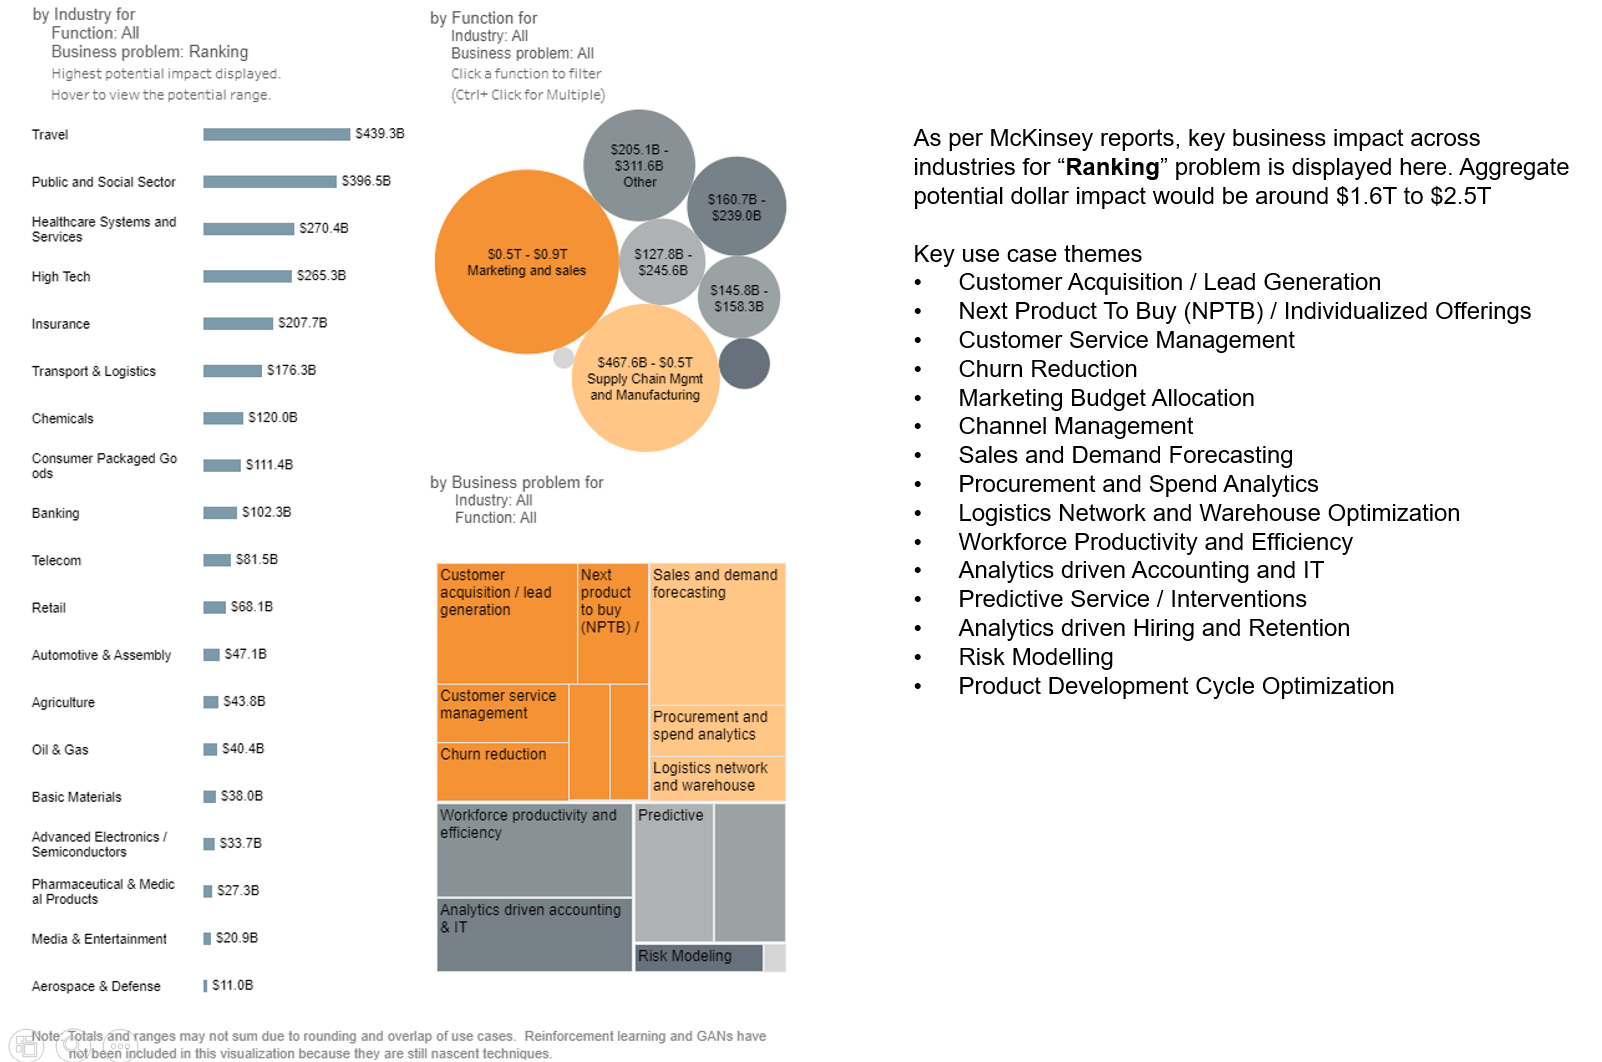 by Industry for
Function: All
Business problem: Ranking
Highest potential impact displayed.
Hover to view the potential range.
Travel
$439.3B
Public and Social Sector
$396.5B
Healthcare Systems and
Services
$270.4B
High Tech
$265.3B
Insurance
$207.7B
Transport & Logistics
$176.3B
Chemicals
$120.0B
Consumer Packaged Go
ods
$111.4B
Banking
$102.3B
Telecom
$81.5B
Retail
$68.1B
Automotive & Assembly
$47.1B
Agriculture
$43.8B
Oil & Gas
$40.4B
Basic Materials
$38.0B
Advanced Electronics /
Semiconductors
$33.7B
Pharmaceutical & Medic
al Products
$27.3B
Media & Entertainment
$20.9B
Aerospace & Defense
$11.0B
by Function for
Industry: All
Business problem: All
Click a function to filter
(Ctrl+ Click for Multiple)
$205.1B -
$311.6B
Other
$160.7B -
$239.0B
$0.5T - $0.9T
Marketing and sales
$127.8B -
$245.6B
$145.8B -
$158.3B
$467.6B - $0.5T
Supply Chain Mgmt
and Manufacturing
by Business problem for
Industry: All
Function: All
Customer
acquisition / lead
generation
Next
product
to buy
(NPTB) /
Sales and demand
forecasting
Customer service
management
Churn reduction
Procurement and
spend analytics
Logistics network
and warehouse
Workforce productivity and
efficiency
Predictive
Analytics driven accounting
& IT
Risk Modeling
As per McKinsey reports, key business impact across
industries for “Ranking” problem is displayed here. Aggregate
potential dollar impact would be around $1.6T to $2.5T
Key use case themes
• Customer Acquisition / Lead Generation
• Next Product To Buy (NPTB) / Individualized Offerings
• Customer Service Management
• Churn Reduction
• Marketing Budget Allocation
• Channel Management
• Sales and Demand Forecasting
• Procurement and Spend Analytics
• Logistics Network and Warehouse Optimization
• Workforce Productivity and Efficiency
• Analytics driven Accounting and IT
• Predictive Service / Interventions
• Analytics driven Hiring and Retention
• Risk Modelling
• Product Development Cycle Optimization
Note: Totals and ranges may not sum due to rounding and overlap of use cases. Reinforcement learning and GANs have
not been included in this visualization because they are still nascent techniques.